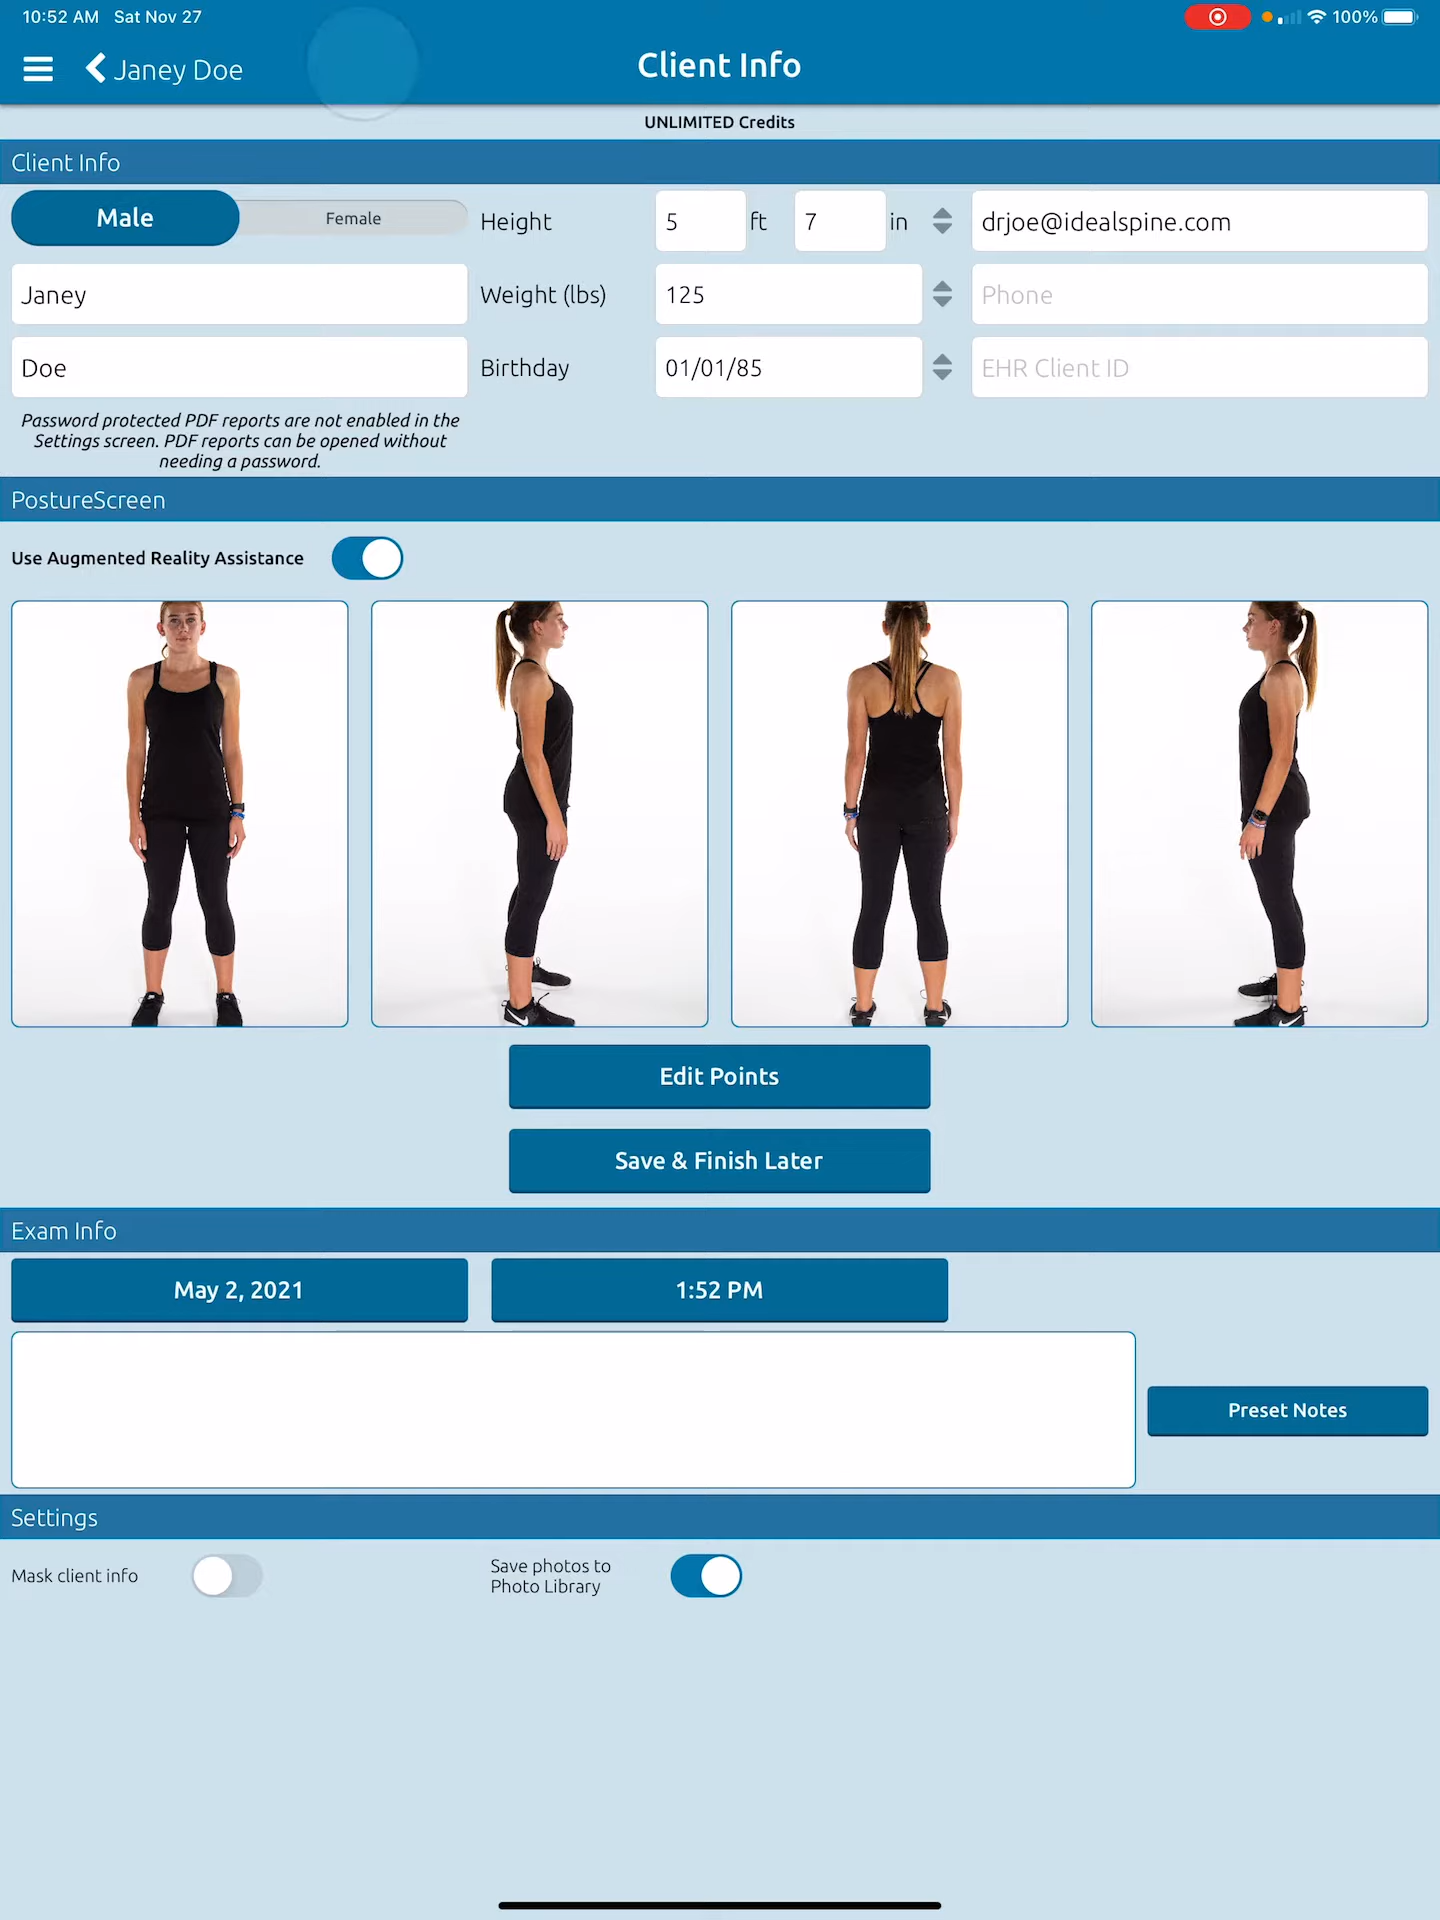 10:52 AM Sat Nov 27 100%
Janey Doe Client Info
UNLIMITED Credits
Client Info
Male Female Height 5 ft 7 in drjoe@idealspine.com
Janey Weight (lbs) 125 Phone
Doe Birthday 01/01/85 EHR Client ID
Password protected PDF reports are not enabled in the
Settings screen. PDF reports can be opened without
needing a password.
PostureScreen
Use Augmented Reality Assistance
Edit Points
Save & Finish Later
Exam Info
May 2, 2021 1:52 PM
Preset Notes
Settings
Mask client info
Save photos to
Photo Library